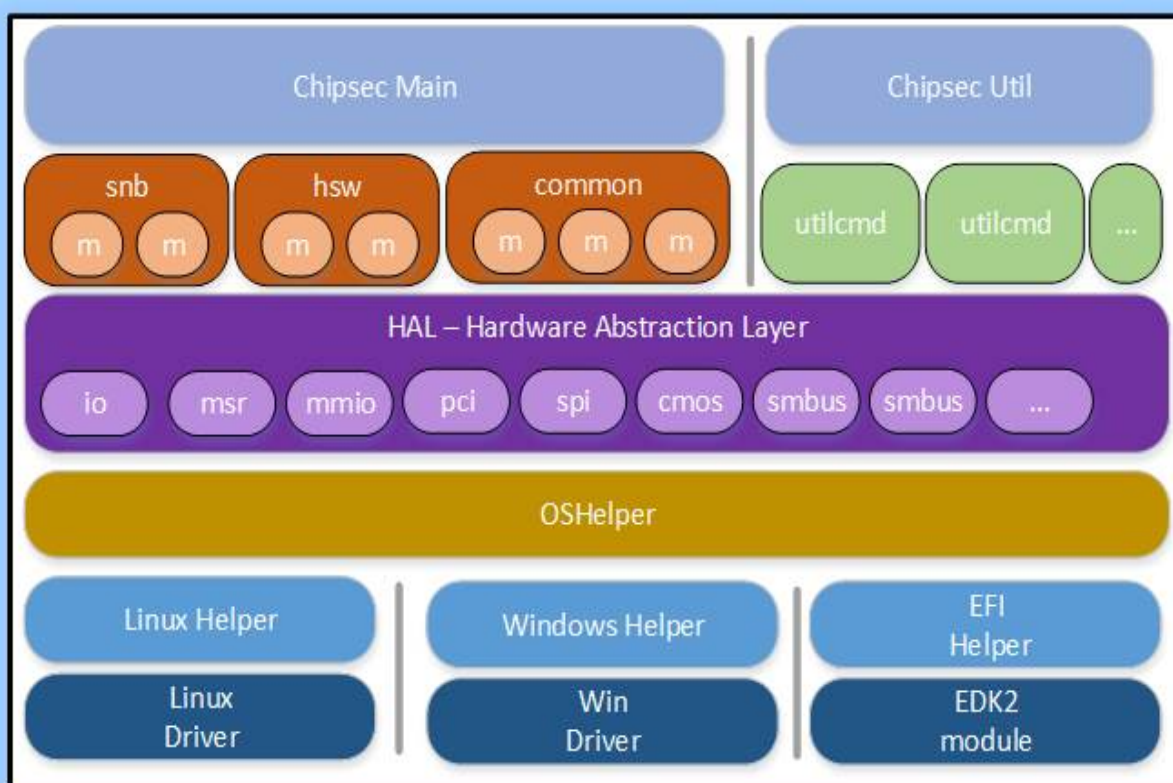 Chipsec Main
Chipsec Util
snb
m m
hsw
m m
common
m m m
utilcmd
utilcmd
...
HAL – Hardware Abstraction Layer
io
msr
mmio
pci
spi
cmos
smbus
smbus
...
OSHelper
Linux Helper
Windows Helper
EFI
Helper
Linux
Driver
Win
Driver
EDK2
module